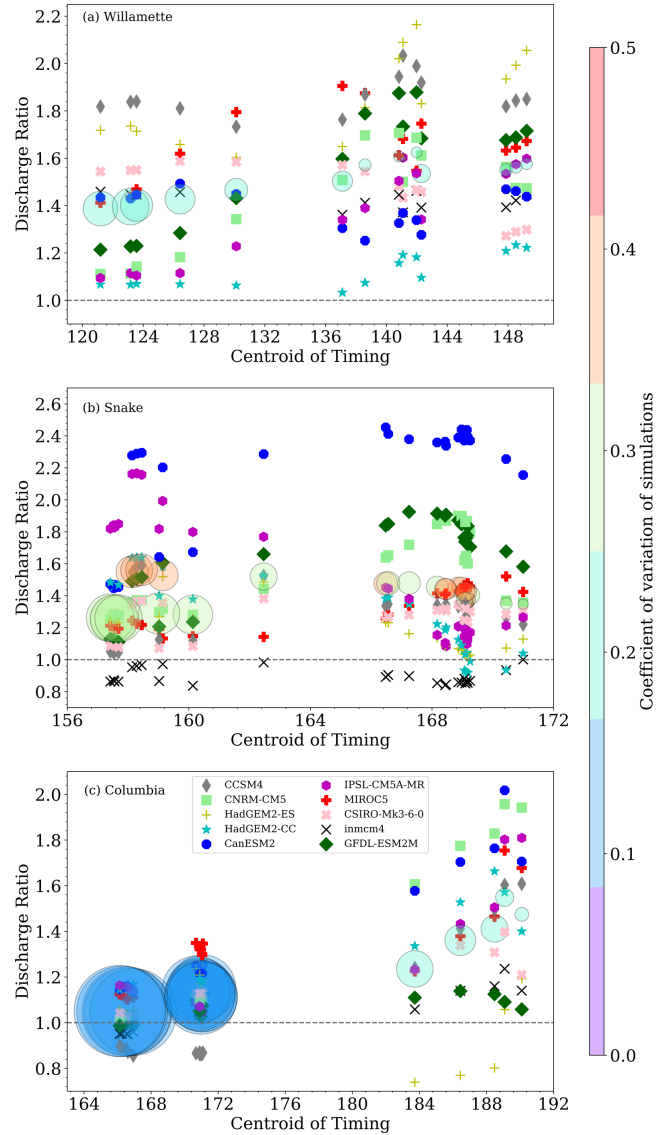 (a) Willamette
2.2
2.0
1.8
1.6
1.4
1.2
1.0
Discharge Ratio
120 124 128 132 136 140 144 148
Centroid of Timing
(b) Snake
2.6
2.4
2.2
2.0
1.8
1.6
1.4
1.2
1.0
0.8
Discharge Ratio
156 160 164 168 172
Centroid of Timing
(c) Columbia
CCSM4
CNRM-CM5
HadGEM2-ES
HadGEM2-CC
CanESM2
IPSL-CM5A-MR
MIROC5
CSIRO-Mk3-6-0
inmcm4
GFDL-ESM2M
2.0
1.8
1.6
1.4
1.2
1.0
0.8
Discharge Ratio
164 168 172 176 180 184 188 192
Centroid of Timing
0.5
0.4
0.3
0.2
0.1
0.0
Coefficient of variation of simulations